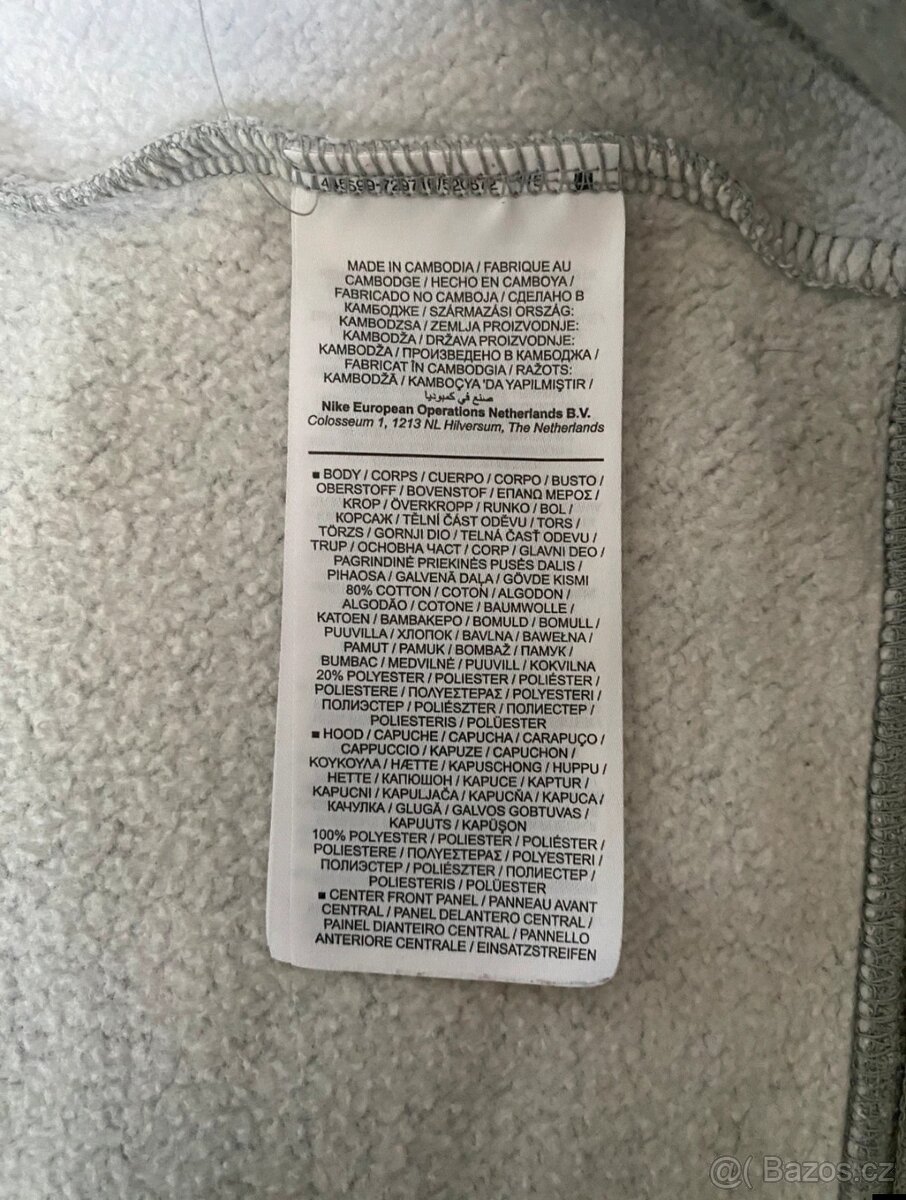 MADE IN CAMBODIA / FABRIQUE AU
CAMBODGE / HECHO EN CAMBOYA /
FABRICADO NO CAMBOJA / СДЕЛАНО В
КАМБОДЖЕ / SZÁRMAZÁSI ORSZÁG:
KAMBODZSA / ZEMLJA PROIZVODNJE:
KAMBODŽA / DRŽAVA PROIZVODNJE:
KAMBODŽA / ПРОИЗВЕДЕНО В КАМБОДЖА /
FABRICAT ÎN CAMBODGIA / RAŽOTS:
KAMBODŽĀ / KAMBOÇYA 'DA YAPILMIŞTIR /
صنع في كمبوديا
Nike European Operations Netherlands B.V.
Colosseum 1, 1213 NL Hilversum, The Netherlands
■ BODY / CORPS / CUERPO / CORPO / BUSTO /
OBERSTOFF / BOVENSTOF / ΕΠΑΝΩ ΜΕΡΟΣ /
KROP / ÖVERKROPP / RUNKO / BOL /
КОРСАЖ / TĚLNÍ ČÁST ODĚVU / TORS /
TÖRZS / GORNJI DIO / TELNÁ ČASŤ ODEVU /
TRUP / ОСНОВНА ЧАСТ / CORP / GLAVNI DEO /
PAGRINDINĖ PRIEKINĖS PUSĖS DALIS /
PIHAOSA / GALVENĀ DAĻA / GÖVDE KISMI
80% COTTON / COTON / ALGODON /
ALGODÃO / COTONE / BAUMWOLLE /
KATOEN / ΒΑΜΒΑΚΕΡΟ / BOMULD / BOMULL /
PUUVILLA / ХЛОПОК / BAVLNA / BAWEŁNA /
PAMUT / PAMUK / BOMBAŽ / ПАМУК /
BUMBAC / MEDVILNĖ / PUUVILL / KOKVILNA
20% POLYESTER / POLIESTER / POLIÉSTER /
POLIESTERE / ΠΟΛΥΕΣΤΕΡΑΣ / POLYESTERI /
ПОЛИЭСТЕР / POLIÉSZTER / ПОЛИЕСТЕР /
POLIESTERIS / POLÜESTER
■ HOOD / CAPUCHE / CAPUCHA / CARAPUÇO /
CAPPUCCIO / KAPUZE / CAPUCHON /
ΚΟΥΚΟΥΛΑ / HÆTTE / KAPUSCHONG / HUPPU /
HETTE / КАПЮШОН / KAPUCE / KAPTUR /
KAPUCNI / KAPULJAČA / KAPUCŇA / KAPUCA /
КАЧУЛКА / GLUGĂ / GALVOS GOBTUVAS /
KAPUUTS / KAPÜŞON
100% POLYESTER / POLIESTER / POLIÉSTER /
POLIESTERE / ΠΟΛΥΕΣΤΕΡΑΣ / POLYESTERI /
ПОЛИЭСТЕР / POLIÉSZTER / ПОЛИЕСТЕР /
POLIESTERIS / POLÜESTER
■ CENTER FRONT PANEL / PANNEAU AVANT
CENTRAL / PANEL DELANTERO CENTRAL /
PAINEL DIANTEIRO CENTRAL / PANNELLO
ANTERIORE CENTRALE / EINSATZSTREIFEN
@( Bazos.cz